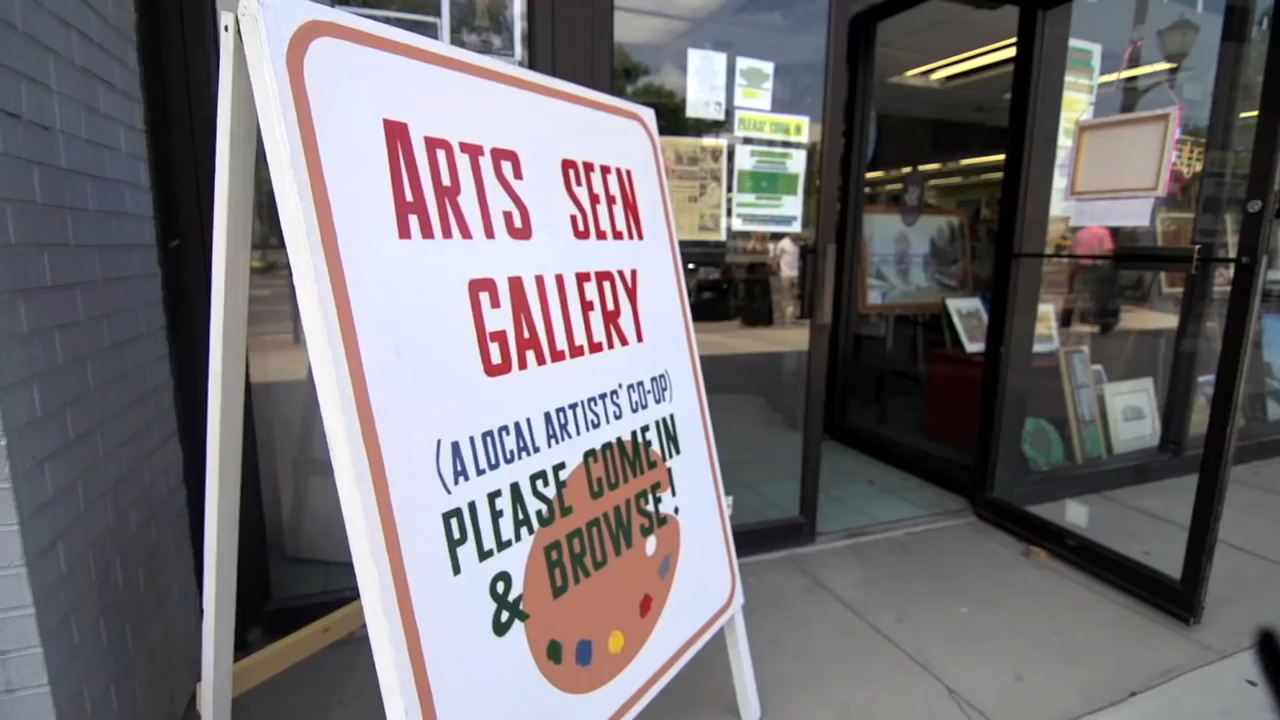 ARTS SEEN
GALLERY
(A LOCAL ARTISTS' CO-OP)
PLEASE COME IN
& BROWSE!
PLEASE COME IN